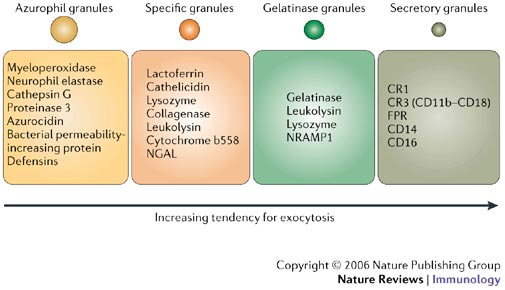 Azurophil granules
Specific granules
Gelatinase granules
Secretory granules
Myeloperoxidase
Neurophil elastase
Cathepsin G
Proteinase 3
Azurocidin
Bacterial permeability-
increasing protein
Defensins
Lactoferrin
Cathelicidin
Lysozyme
Collagenase
Leukolysin
Cytochrome b558
NGAL
Gelatinase
Leukolysin
Lysozyme
NRAMP1
CR1
CR3 (CD11b–CD18)
FPR
CD14
CD16
Increasing tendency for exocytosis
Copyright © 2006 Nature Publishing Group
Nature Reviews | Immunology